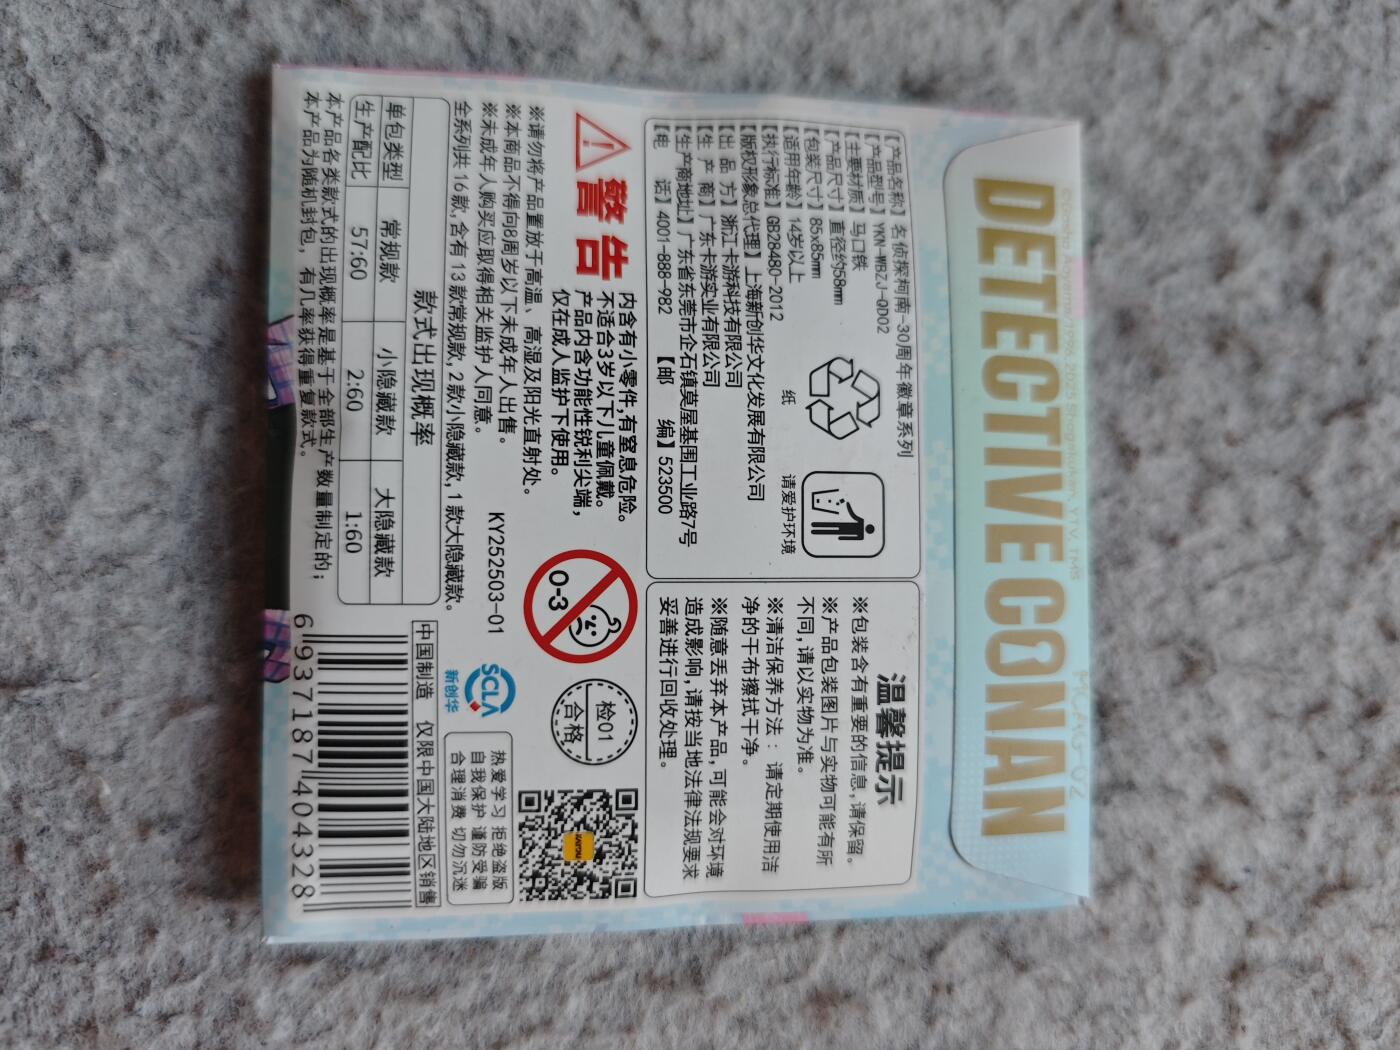 ©Gosho Aoyama/1996, 2025 Shogakukan, YTV, TMS
DETECTIVE CONAN
【产品名称】名侦探柯南-30周年徽章系列
【产品型号】YKN-WBZJ-QD02
【主要材质】马口铁
【产品尺寸】直径约58mm
【包装尺寸】85x85mm
【适用年龄】14岁以上
【执行标准】GB28480-2012
【版权形象总代理】上海新创华文化发展有限公司
【出 品 方】浙江卡游科技有限公司
【生 产 商】广东卡游实业有限公司
【生产商地址】广东省东莞市企石镇莫屋基围工业路7号
【电 话】4001-888-982 【邮 编】523500
纸
请爱护环境
温馨提示
※包装含有重要的信息,请保留。
※产品包装图片与实物可能有所
不同,请以实物为准。
※清洁保养方法：请定期使用洁
净的干布擦拭干净。
※随意丢弃本产品,可能会对环境
造成影响,请按当地法律法规要求
妥善进行回收处理。
警告
内含有小零件,有窒息危险。
不适合3岁以下儿童佩戴。
产品内含功能性锐利尖端,
仅在成人监护下使用。
0-3
检01
合格
※请勿将产品置放于高温、高湿及阳光直射处。
※本商品不得向8周岁以下未成年人出售。
※未成年人购买应取得相关监护人同意。
KY252503-01
全系列共16款,含有13款常规款,2款小隐藏款,1款大隐藏款。
SCLA
新创华
热爱学习 拒绝盗版
自我保护 谨防受骗
合理消费 切勿沉迷
款式出现概率
单包类型 常规款 小隐藏款 大隐藏款
生产配比 57:60 2:60 1:60
本产品各类款式的出现概率是基于全部生产数量制定的；
本产品为随机封包，有几率获得重复款式。
中国制造 仅限中国大陆地区销售
6 937187 404328